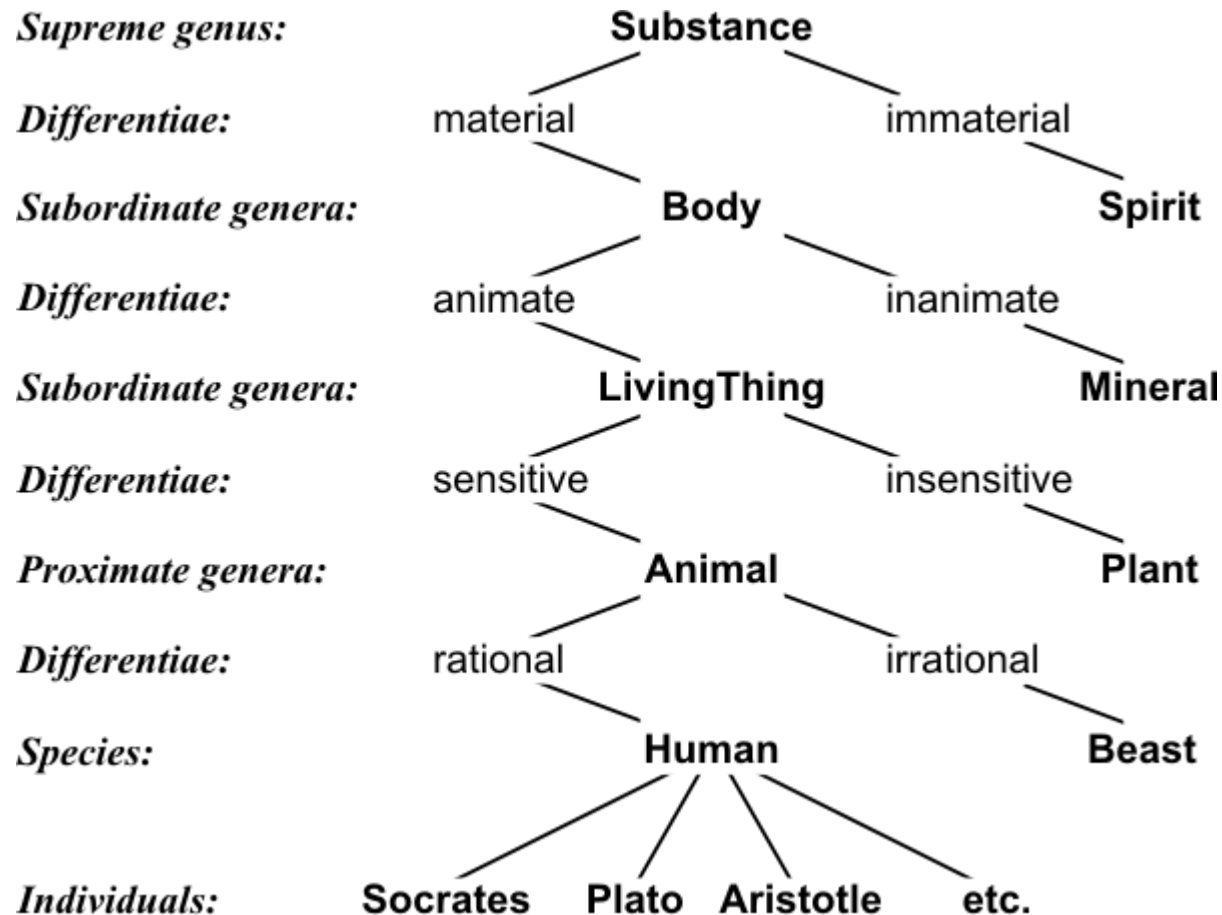 Supreme genus: Substance
Differentiae: material immaterial
Subordinate genera: Body Spirit
Differentiae: animate inanimate
Subordinate genera: LivingThing Mineral
Differentiae: sensitive insensitive
Proximate genera: Animal Plant
Differentiae: rational irrational
Species: Human Beast
Individuals: Socrates Plato Aristotle etc.